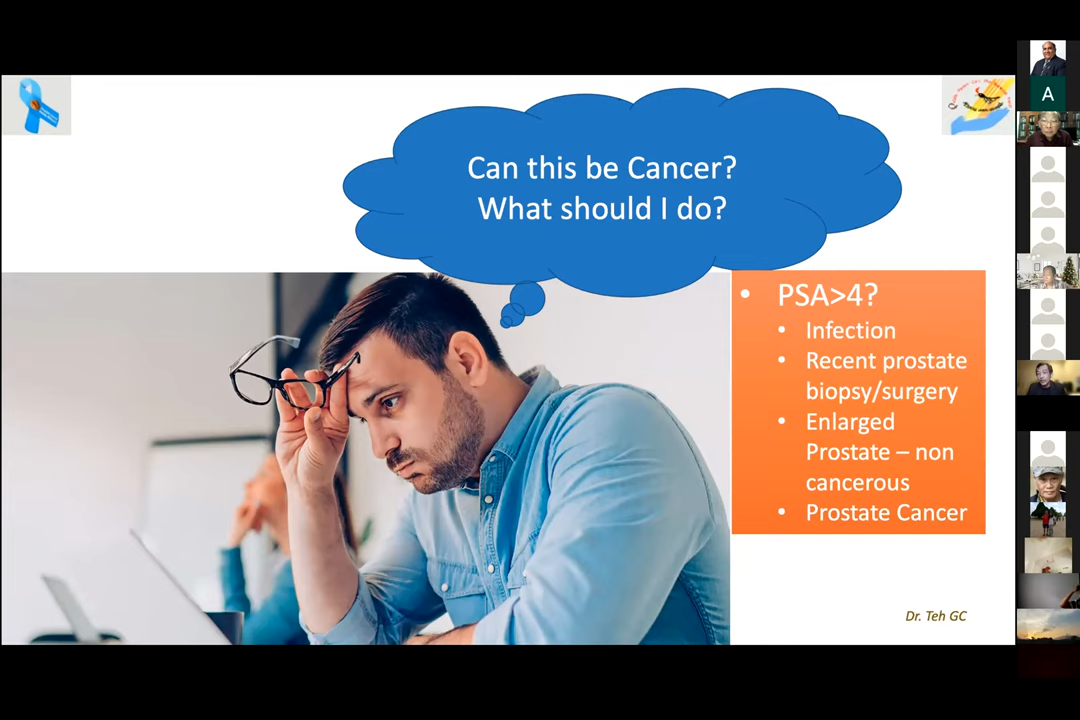 Can this be Cancer?
What should I do?
• PSA>4?
• Infection
• Recent prostate
biopsy/surgery
• Enlarged
Prostate – non
cancerous
• Prostate Cancer
Dr. Teh GC
A